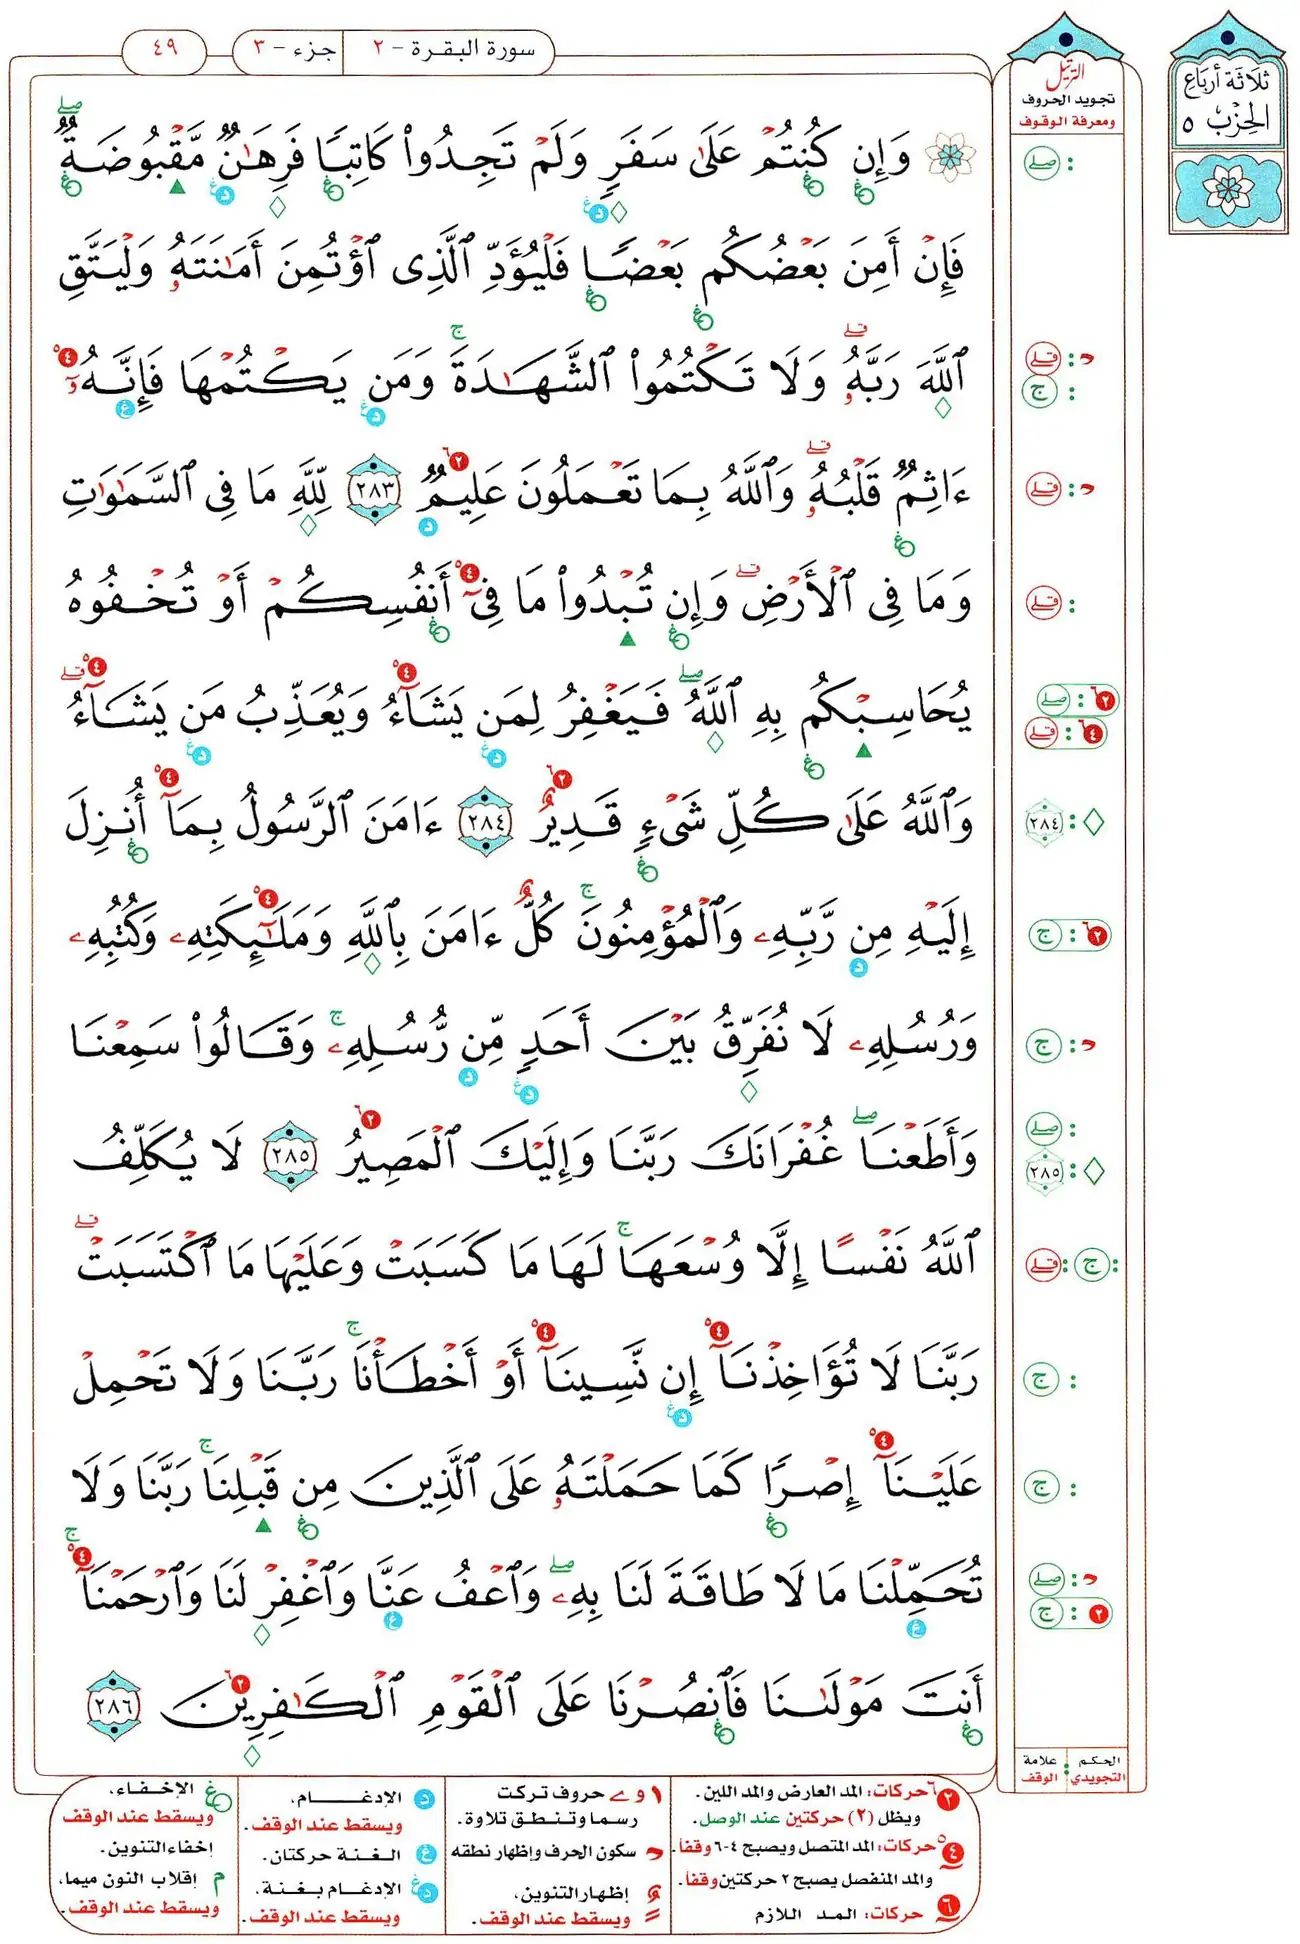 سورة البقرة - ٢
جزء - ٣
٤٩
الترتيل
تجويد الحروف
ومعرفة الوقوف
ثلاثة أرباع
الحزب ٥
وَإِن كُنتُمْ عَلَىٰ سَفَرٍ وَلَمْ تَجِدُوا۟ كَاتِبًا فَرِهَـٰنٌ مَّقْبُوضَةٌ ۖ
فَإِنْ أَمِنَ بَعْضُكُم بَعْضًا فَلْيُؤَدِّ ٱلَّذِى ٱؤْتُمِنَ أَمَـٰنَتَهُۥ وَلْيَتَّقِ
ٱللَّهَ رَبَّهُۥ ۗ وَلَا تَكْتُمُوا۟ ٱلشَّهَـٰدَةَ ۚ وَمَن يَكْتُمْهَا فَإِنَّهُۥٓ
ءَاثِمٌ قَلْبُهُۥ ۗ وَٱللَّهُ بِمَا تَعْمَلُونَ عَلِيمٌ ٢٨٣ لِّلَّهِ مَا فِى ٱلسَّمَـٰوَٰتِ
وَمَا فِى ٱلْأَرْضِ ۗ وَإِن تُبْدُوا۟ مَا فِىٓ أَنفُسِكُمْ أَوْ تُخْفُوهُ
يُحَاسِبْكُم بِهِ ٱللَّهُ ۖ فَيَغْفِرُ لِمَن يَشَآءُ وَيُعَذِّبُ مَن يَشَآءُ ۗ
وَٱللَّهُ عَلَىٰ كُلِّ شَىْءٍ قَدِيرٌ ٢٨٤ ءَامَنَ ٱلرَّسُولُ بِمَآ أُنزِلَ
إِلَيْهِ مِن رَّبِّهِۦ وَٱلْمُؤْمِنُونَ ۚ كُلٌّ ءَامَنَ بِٱللَّهِ وَمَلَـٰٓئِكَتِهِۦ وَكُتُبِهِۦ
وَرُسُلِهِۦ لَا نُفَرِّقُ بَيْنَ أَحَدٍ مِّن رُّسُلِهِۦ ۚ وَقَالُوا۟ سَمِعْنَا
وَأَطَعْنَا ۖ غُفْرَانَكَ رَبَّنَا وَإِلَيْكَ ٱلْمَصِيرُ ٢٨٥ لَا يُكَلِّفُ
ٱللَّهُ نَفْسًا إِلَّا وُسْعَهَا ۚ لَهَا مَا كَسَبَتْ وَعَلَيْهَا مَا ٱكْتَسَبَتْ ۗ
رَبَّنَا لَا تُؤَاخِذْنَآ إِن نَّسِينَآ أَوْ أَخْطَأْنَا ۚ رَبَّنَا وَلَا تَحْمِلْ
عَلَيْنَآ إِصْرًا كَمَا حَمَلْتَهُۥ عَلَى ٱلَّذِينَ مِن قَبْلِنَا ۚ رَبَّنَا وَلَا
تُحَمِّلْنَا مَا لَا طَاقَةَ لَنَا بِهِۦ ۖ وَٱعْفُ عَنَّا وَٱغْفِرْ لَنَا وَٱرْحَمْنَآ ۚ
أَنتَ مَوْلَىٰنَا فَٱنصُرْنَا عَلَى ٱلْقَوْمِ ٱلْكَـٰفِرِينَ ٢٨٦
الحكم التجويدي : علامة الوقف
٢ ٦ حركات: المد العارض والمد اللين.
ويظل (٢) حركتين عند الوصل.
٤ ٥ حركات: المد المتصل ويصبح ٤-٦ وقفاً.
والمد المنفصل يصبح ٢ حركتين وقفاً.
٦ حركات: المد اللازم
ا و ے حروف تركت
رسما وتنطق تلاوة.
سكون الحرف وإظهار نطقه
إظهار التنوين،
ويسقط عند الوقف.
د الإدغام،
ويسقط عند الوقف.
غ الغنة حركتان.
دغ الإدغام بغنة.
ويسقط عند الوقف.
غ الإخفاء،
ويسقط عند الوقف
إخفاء التنوين.
م إقلاب النون ميما،
ويسقط عند الوقف.